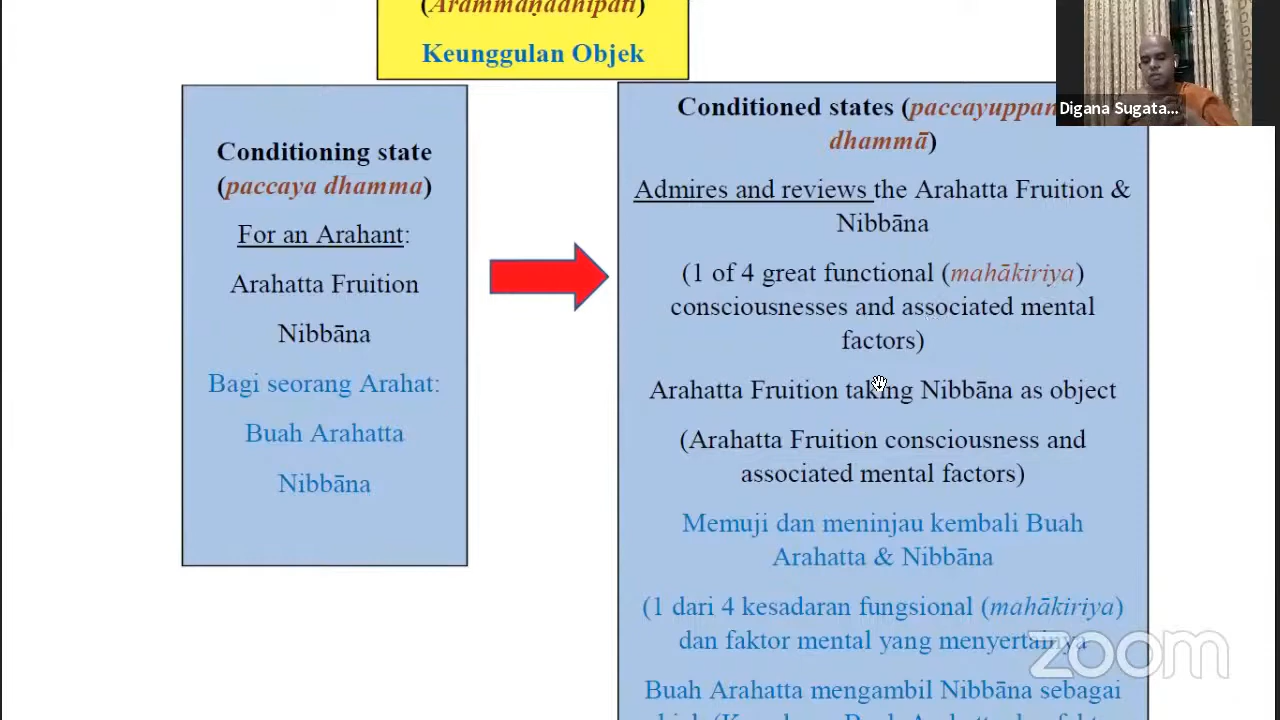 (Ārammaṇādhipati)
Keunggulan Objek
Conditioning state
(paccaya dhamma)
For an Arahant:
Arahatta Fruition
Nibbāna
Bagi seorang Arahat:
Buah Arahatta
Nibbāna
Conditioned states (paccayuppan
dhammā)
Admires and reviews the Arahatta Fruition &
Nibbāna
(1 of 4 great functional (mahākiriya)
consciousnesses and associated mental
factors)
Arahatta Fruition taking Nibbāna as object
(Arahatta Fruition consciousness and
associated mental factors)
Memuji dan meninjau kembali Buah
Arahatta & Nibbāna
(1 dari 4 kesadaran fungsional (mahākiriya)
dan faktor mental yang menyertainya
Buah Arahatta mengambil Nibbāna sebagai
Digana Sugata...
zoom